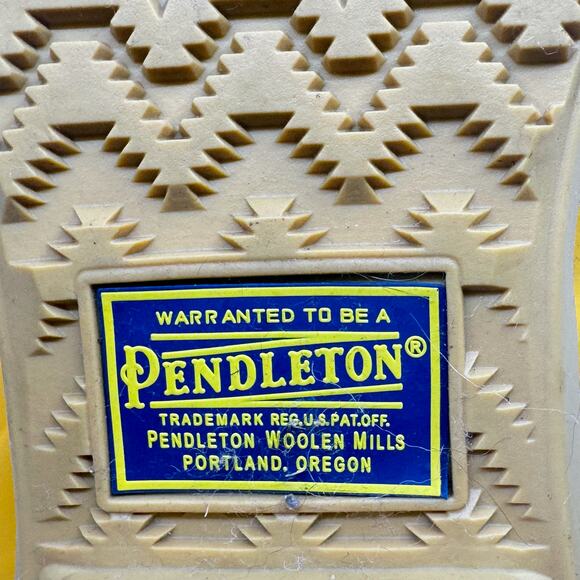 WARRANTED TO BE A
PENDLETON®
TRADEMARK REG.U.S.PAT.OFF.
PENDLETON WOOLEN MILLS
PORTLAND, OREGON